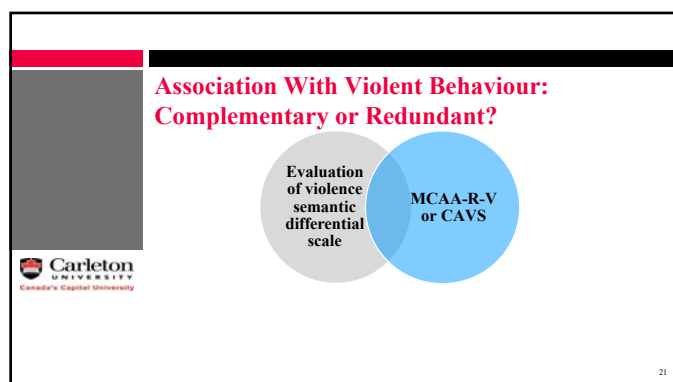 Association With Violent Behaviour:
Complementary or Redundant?
Evaluation
of violence
semantic
differential
scale
MCAA-R-V
or CAVS
Carleton
UNIVERSITY
Canada's Capital University
21